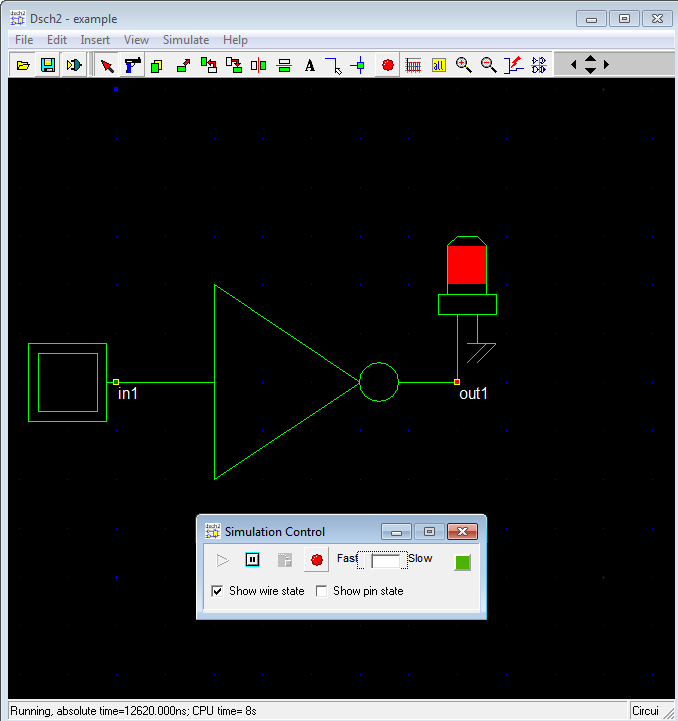 Dsch2 - example
File Edit Insert View Simulate Help
A
all
in1
out1
Simulation Control
Fast Slow
Show wire state Show pin state
Running, absolute time=12620.000ns; CPU time= 8s
Circui